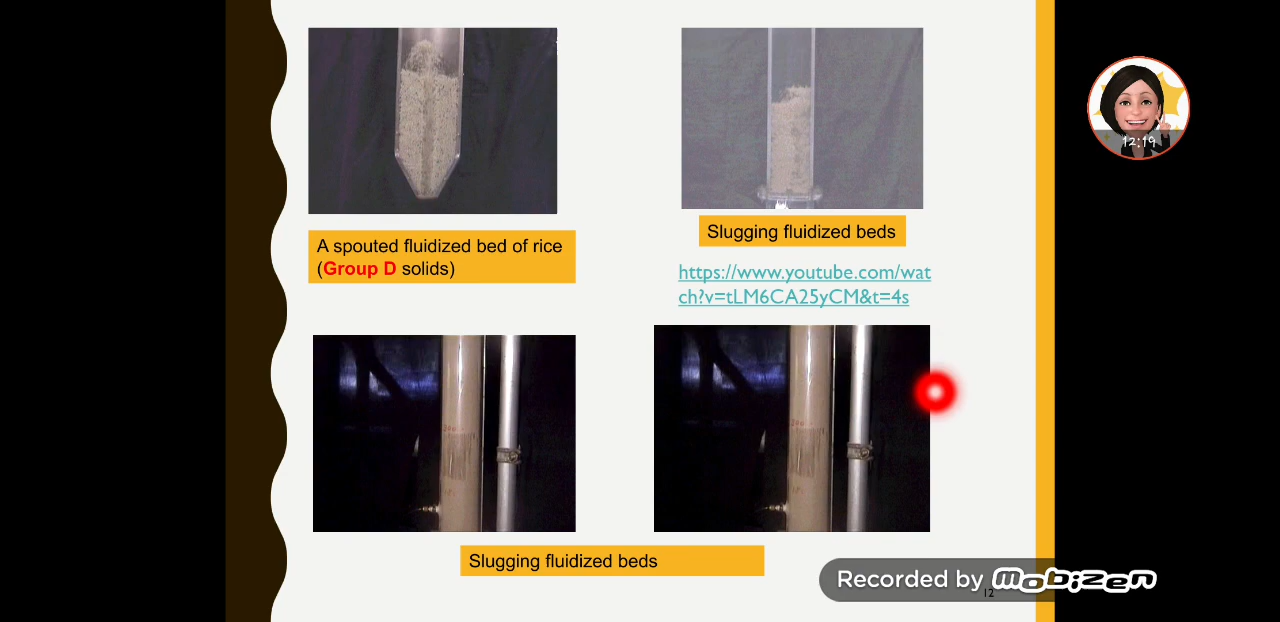 A spouted fluidized bed of rice
(Group D solids)
Slugging fluidized beds
https://www.youtube.com/wat
ch?v=tLM6CA25yCM&t=4s
Slugging fluidized beds
12:19
Recorded by mobizen
12